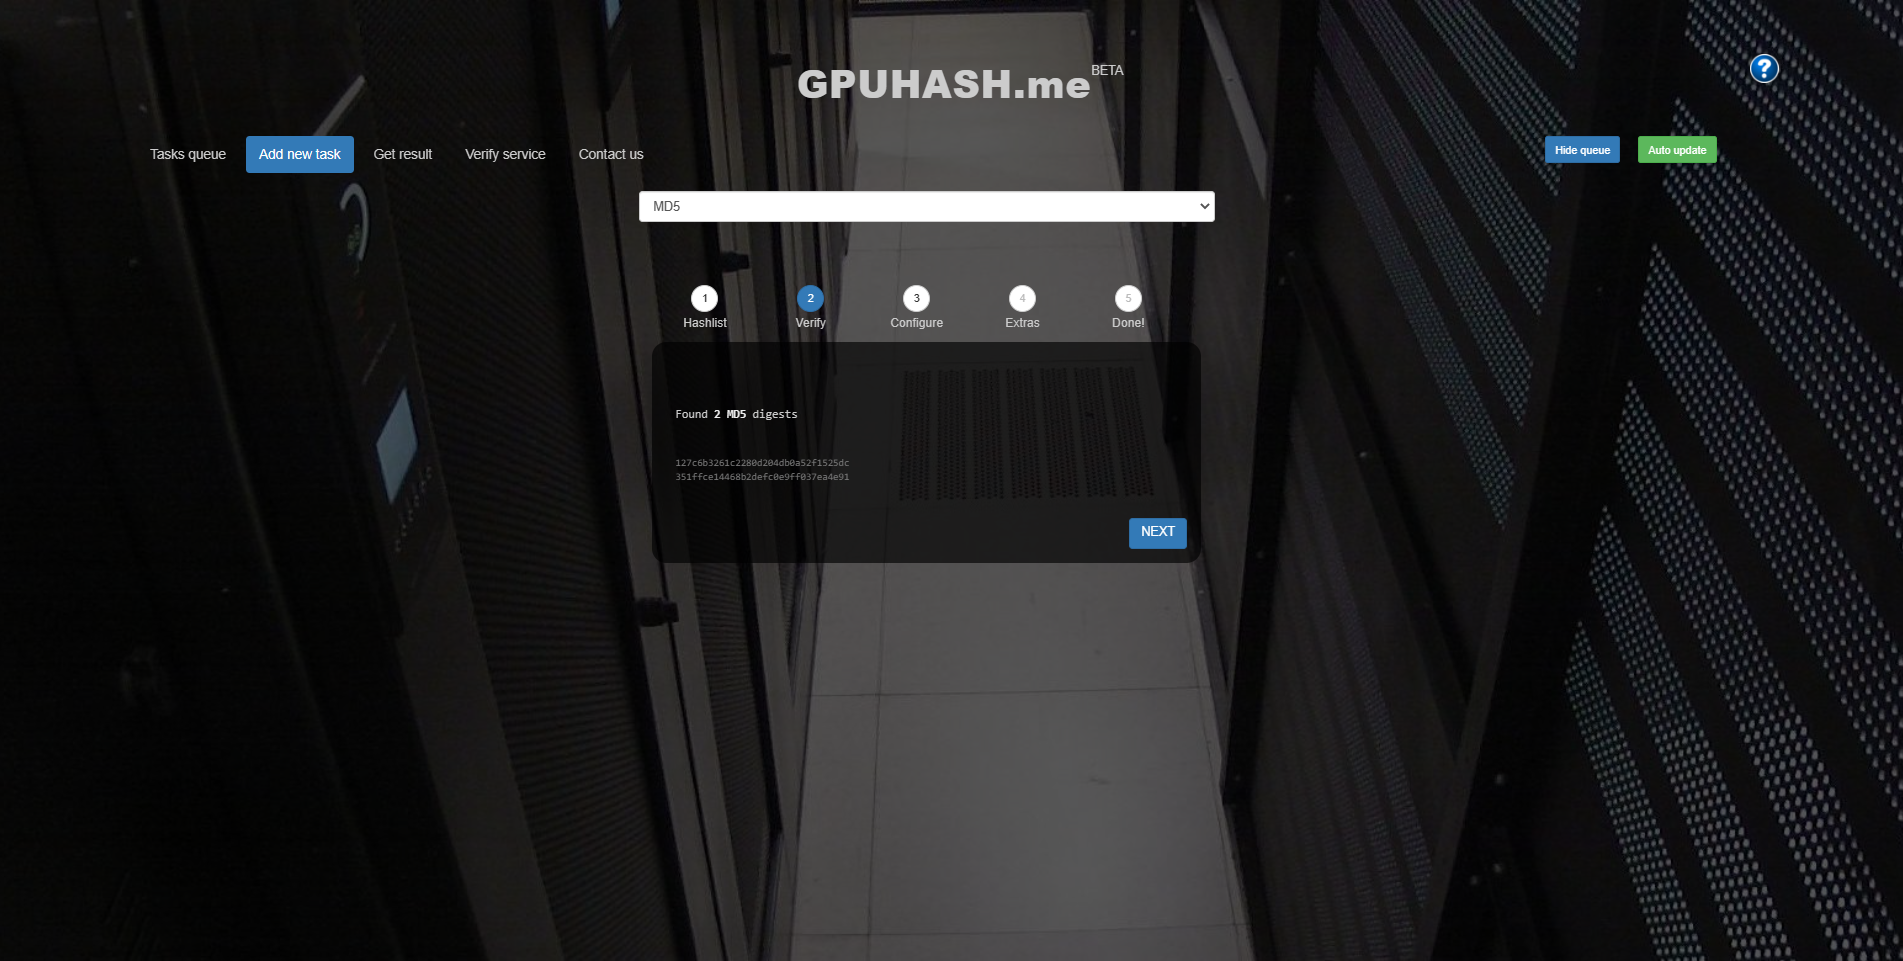 GPUHASH.me BETA
?
Tasks queue Add new task Get result Verify service Contact us Hide queue Auto update
MD5
1 2 3 4 5
Hashlist Verify Configure Extras Done!
Found 2 MD5 digests
127c6b3261c2280d204db0a52f1525dc
351ffce14468b2defc0e9ff037ea4e91
NEXT